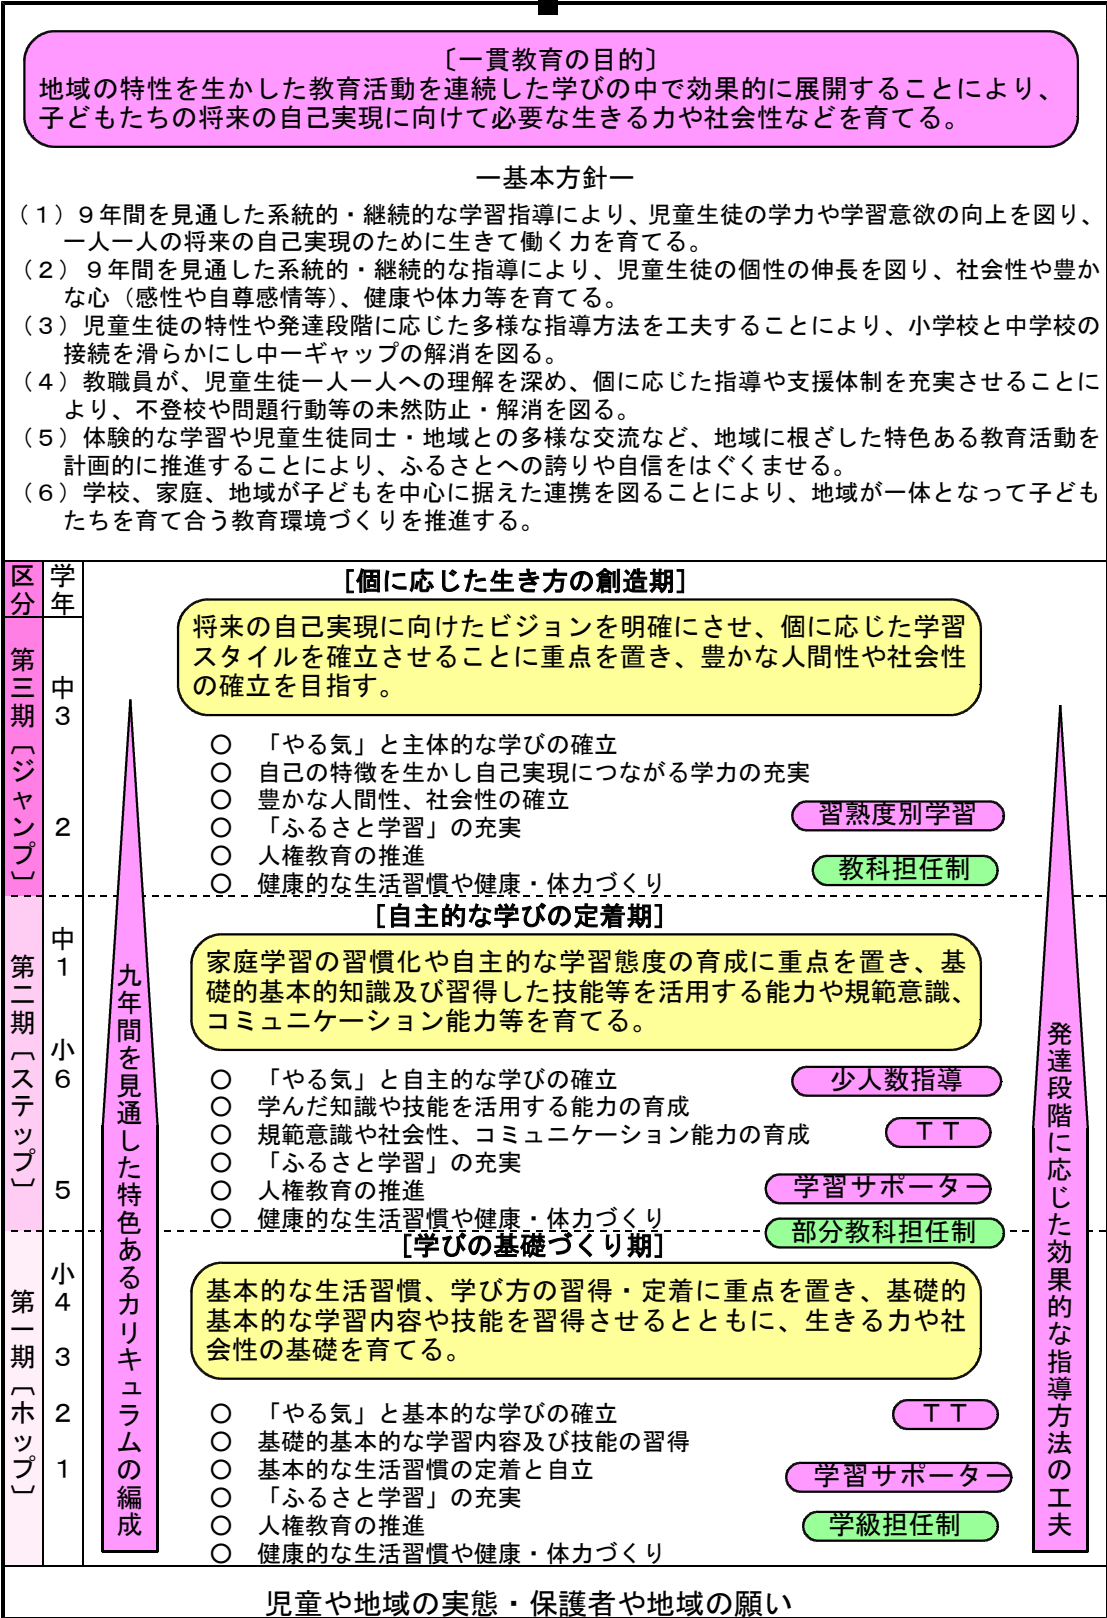 〔一貫教育の目的〕
地域の特性を生かした教育活動を連続した学びの中で効果的に展開することにより、
子どもたちの将来の自己実現に向けて必要な生きる力や社会性などを育てる。
ー基本方針ー
（１）９年間を見通した系統的・継続的な学習指導により、児童生徒の学力や学習意欲の向上を図り、
一人一人の将来の自己実現のために生きて働く力を育てる。
（２）９年間を見通した系統的・継続的な指導により、児童生徒の個性の伸長を図り、社会性や豊か
な心（感性や自尊感情等）、健康や体力等を育てる。
（３）児童生徒の特性や発達段階に応じた多様な指導方法を工夫することにより、小学校と中学校の
接続を滑らかにし中一ギャップの解消を図る。
（４）教職員が、児童生徒一人一人への理解を深め、個に応じた指導や支援体制を充実させることに
より、不登校や問題行動等の未然防止・解消を図る。
（５）体験的な学習や児童生徒同士・地域との多様な交流など、地域に根ざした特色ある教育活動を
計画的に推進することにより、ふるさとへの誇りや自信をはぐくませる。
（６）学校、家庭、地域が子どもを中心に据えた連携を図ることにより、地域が一体となって子ども
たちを育て合う教育環境づくりを推進する。
区分
学年
［個に応じた生き方の創造期］
第三期〔ジャンプ〕
中３
２
将来の自己実現に向けたビジョンを明確にさせ、個に応じた学習
スタイルを確立させることに重点を置き、豊かな人間性や社会性
の確立を目指す。
○　「やる気」と主体的な学びの確立
○　自己の特徴を生かし自己実現につながる学力の充実
○　豊かな人間性、社会性の確立
○　「ふるさと学習」の充実
○　人権教育の推進
○　健康的な生活習慣や健康・体力づくり
習熟度別学習
教科担任制
［自主的な学びの定着期］
第二期〔ステップ〕
中１
小６
５
家庭学習の習慣化や自主的な学習態度の育成に重点を置き、基
礎的基本的知識及び習得した技能等を活用する能力や規範意識、
コミュニケーション能力等を育てる。
○　「やる気」と自主的な学びの確立
○　学んだ知識や技能を活用する能力の育成
○　規範意識や社会性、コミュニケーション能力の育成
○　「ふるさと学習」の充実
○　人権教育の推進
○　健康的な生活習慣や健康・体力づくり
少人数指導
ＴＴ
学習サポーター
部分教科担任制
［学びの基礎づくり期］
第一期〔ホップ〕
小４
３
２
１
基本的な生活習慣、学び方の習得・定着に重点を置き、基礎的
基本的な学習内容や技能を習得させるとともに、生きる力や社
会性の基礎を育てる。
○　「やる気」と基本的な学びの確立
○　基礎的基本的な学習内容及び技能の習得
○　基本的な生活習慣の定着と自立
○　「ふるさと学習」の充実
○　人権教育の推進
○　健康的な生活習慣や健康・体力づくり
ＴＴ
学習サポーター
学級担任制
九年間を見通した特色あるカリキュラムの編成
発達段階に応じた効果的な指導方法の工夫
児童や地域の実態・保護者や地域の願い